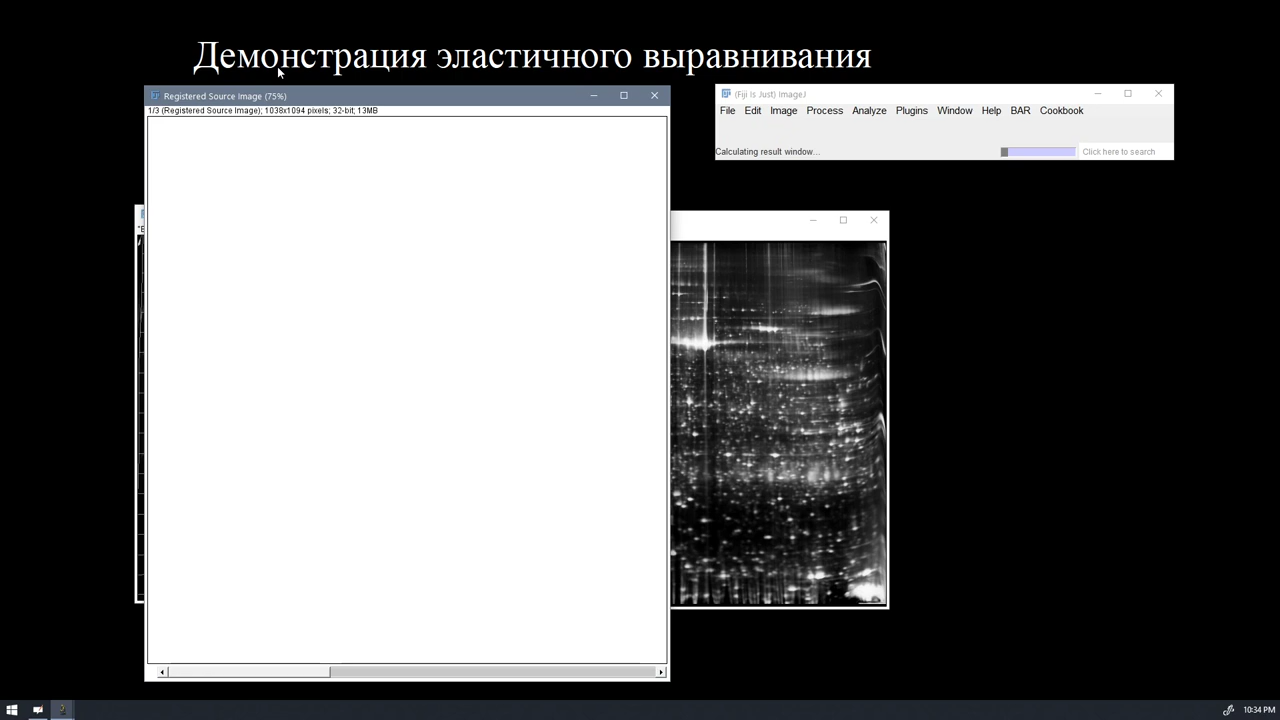 Демонстрация эластичного выравнивания
Registered Source Image (75%)
1/3 (Registered Source Image); 1038x1094 pixels; 32-bit; 13MB
(Fiji Is Just) ImageJ
File Edit Image Process Analyze Plugins Window Help BAR Cookbook
Calculating result window...
Click here to search
10:34 PM